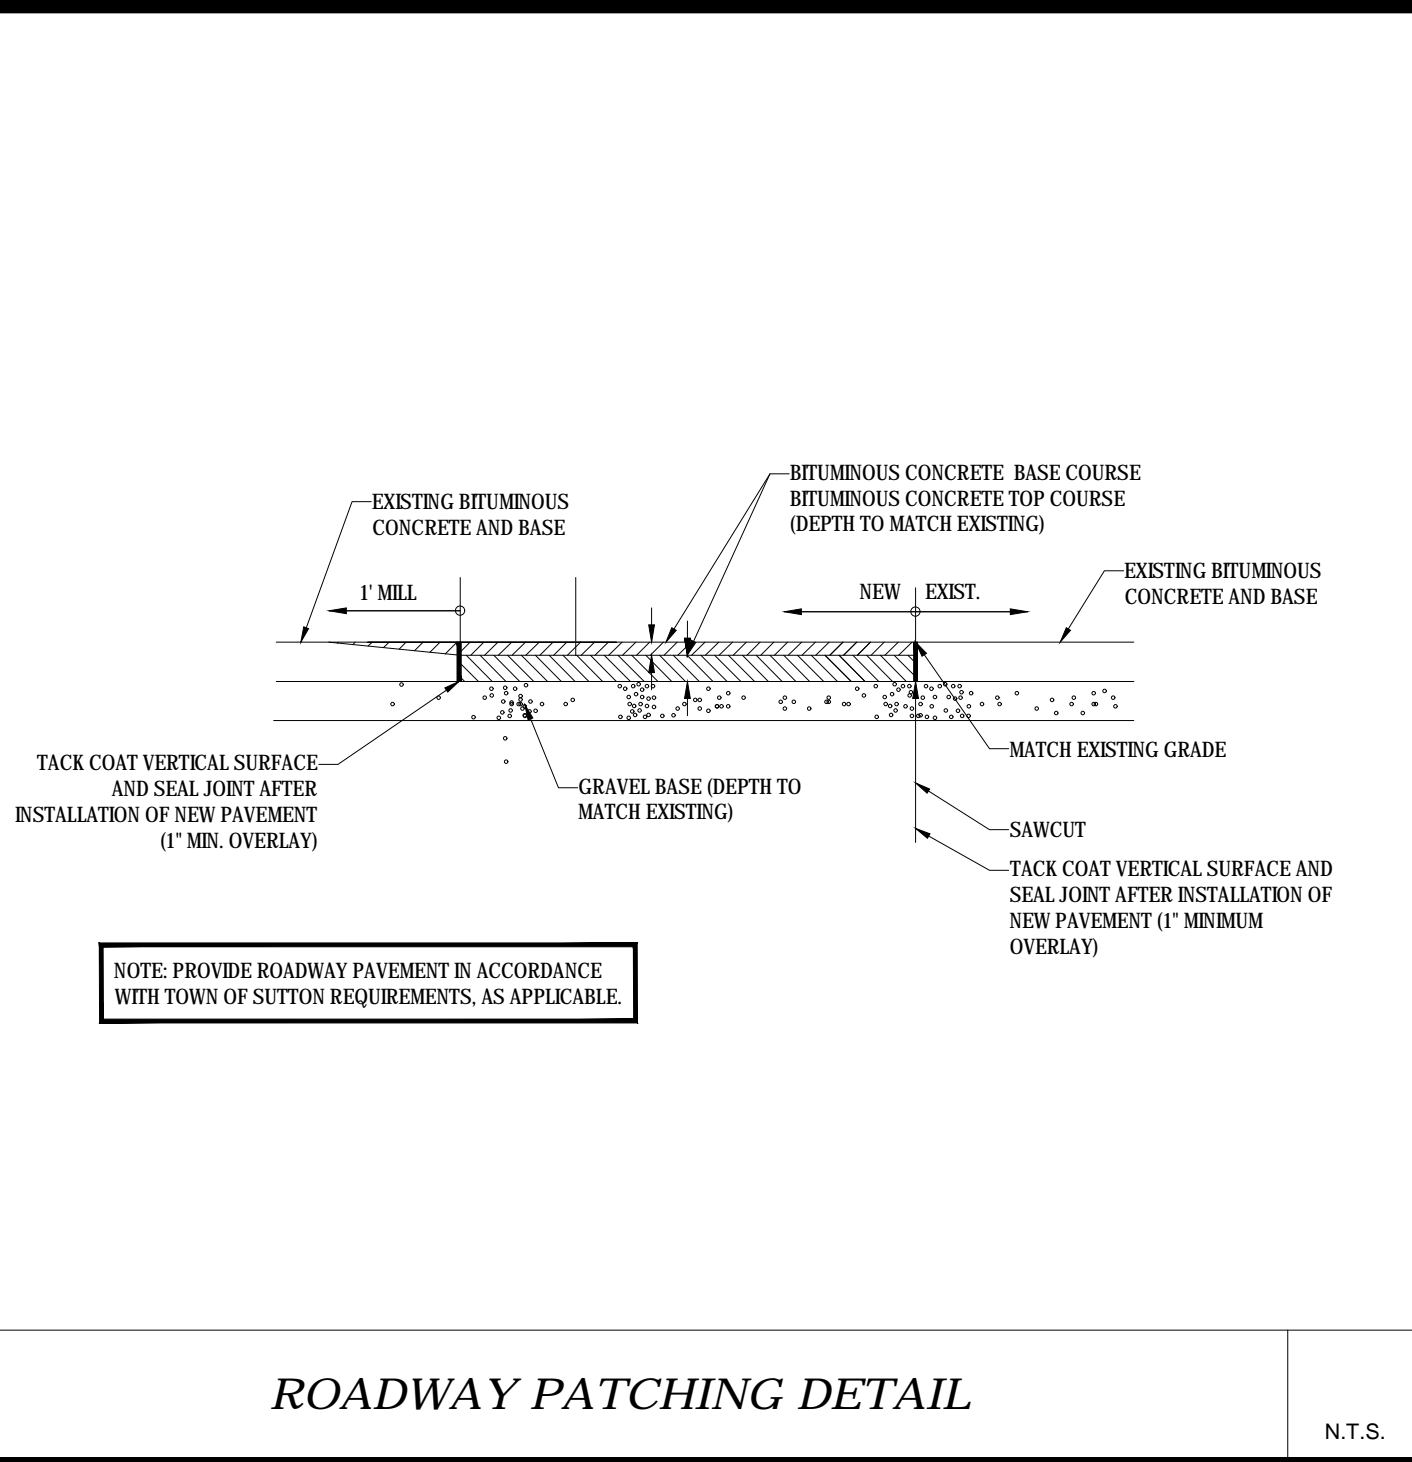 BITUMINOUS CONCRETE  BASE COURSE
BITUMINOUS CONCRETE TOP COURSE
(DEPTH TO MATCH EXISTING)
EXISTING BITUMINOUS
CONCRETE AND BASE
EXISTING BITUMINOUS
CONCRETE AND BASE
1' MILL
NEW
EXIST.
MATCH EXISTING GRADE
TACK COAT VERTICAL SURFACE
AND SEAL JOINT AFTER
INSTALLATION OF NEW PAVEMENT
(1" MIN. OVERLAY)
GRAVEL BASE (DEPTH TO
MATCH EXISTING)
SAWCUT
TACK COAT VERTICAL SURFACE AND
SEAL JOINT AFTER INSTALLATION OF
NEW PAVEMENT (1" MINIMUM
OVERLAY)
NOTE: PROVIDE ROADWAY PAVEMENT IN ACCORDANCE
WITH TOWN OF SUTTON REQUIREMENTS, AS APPLICABLE.
ROADWAY PATCHING DETAIL
N.T.S.